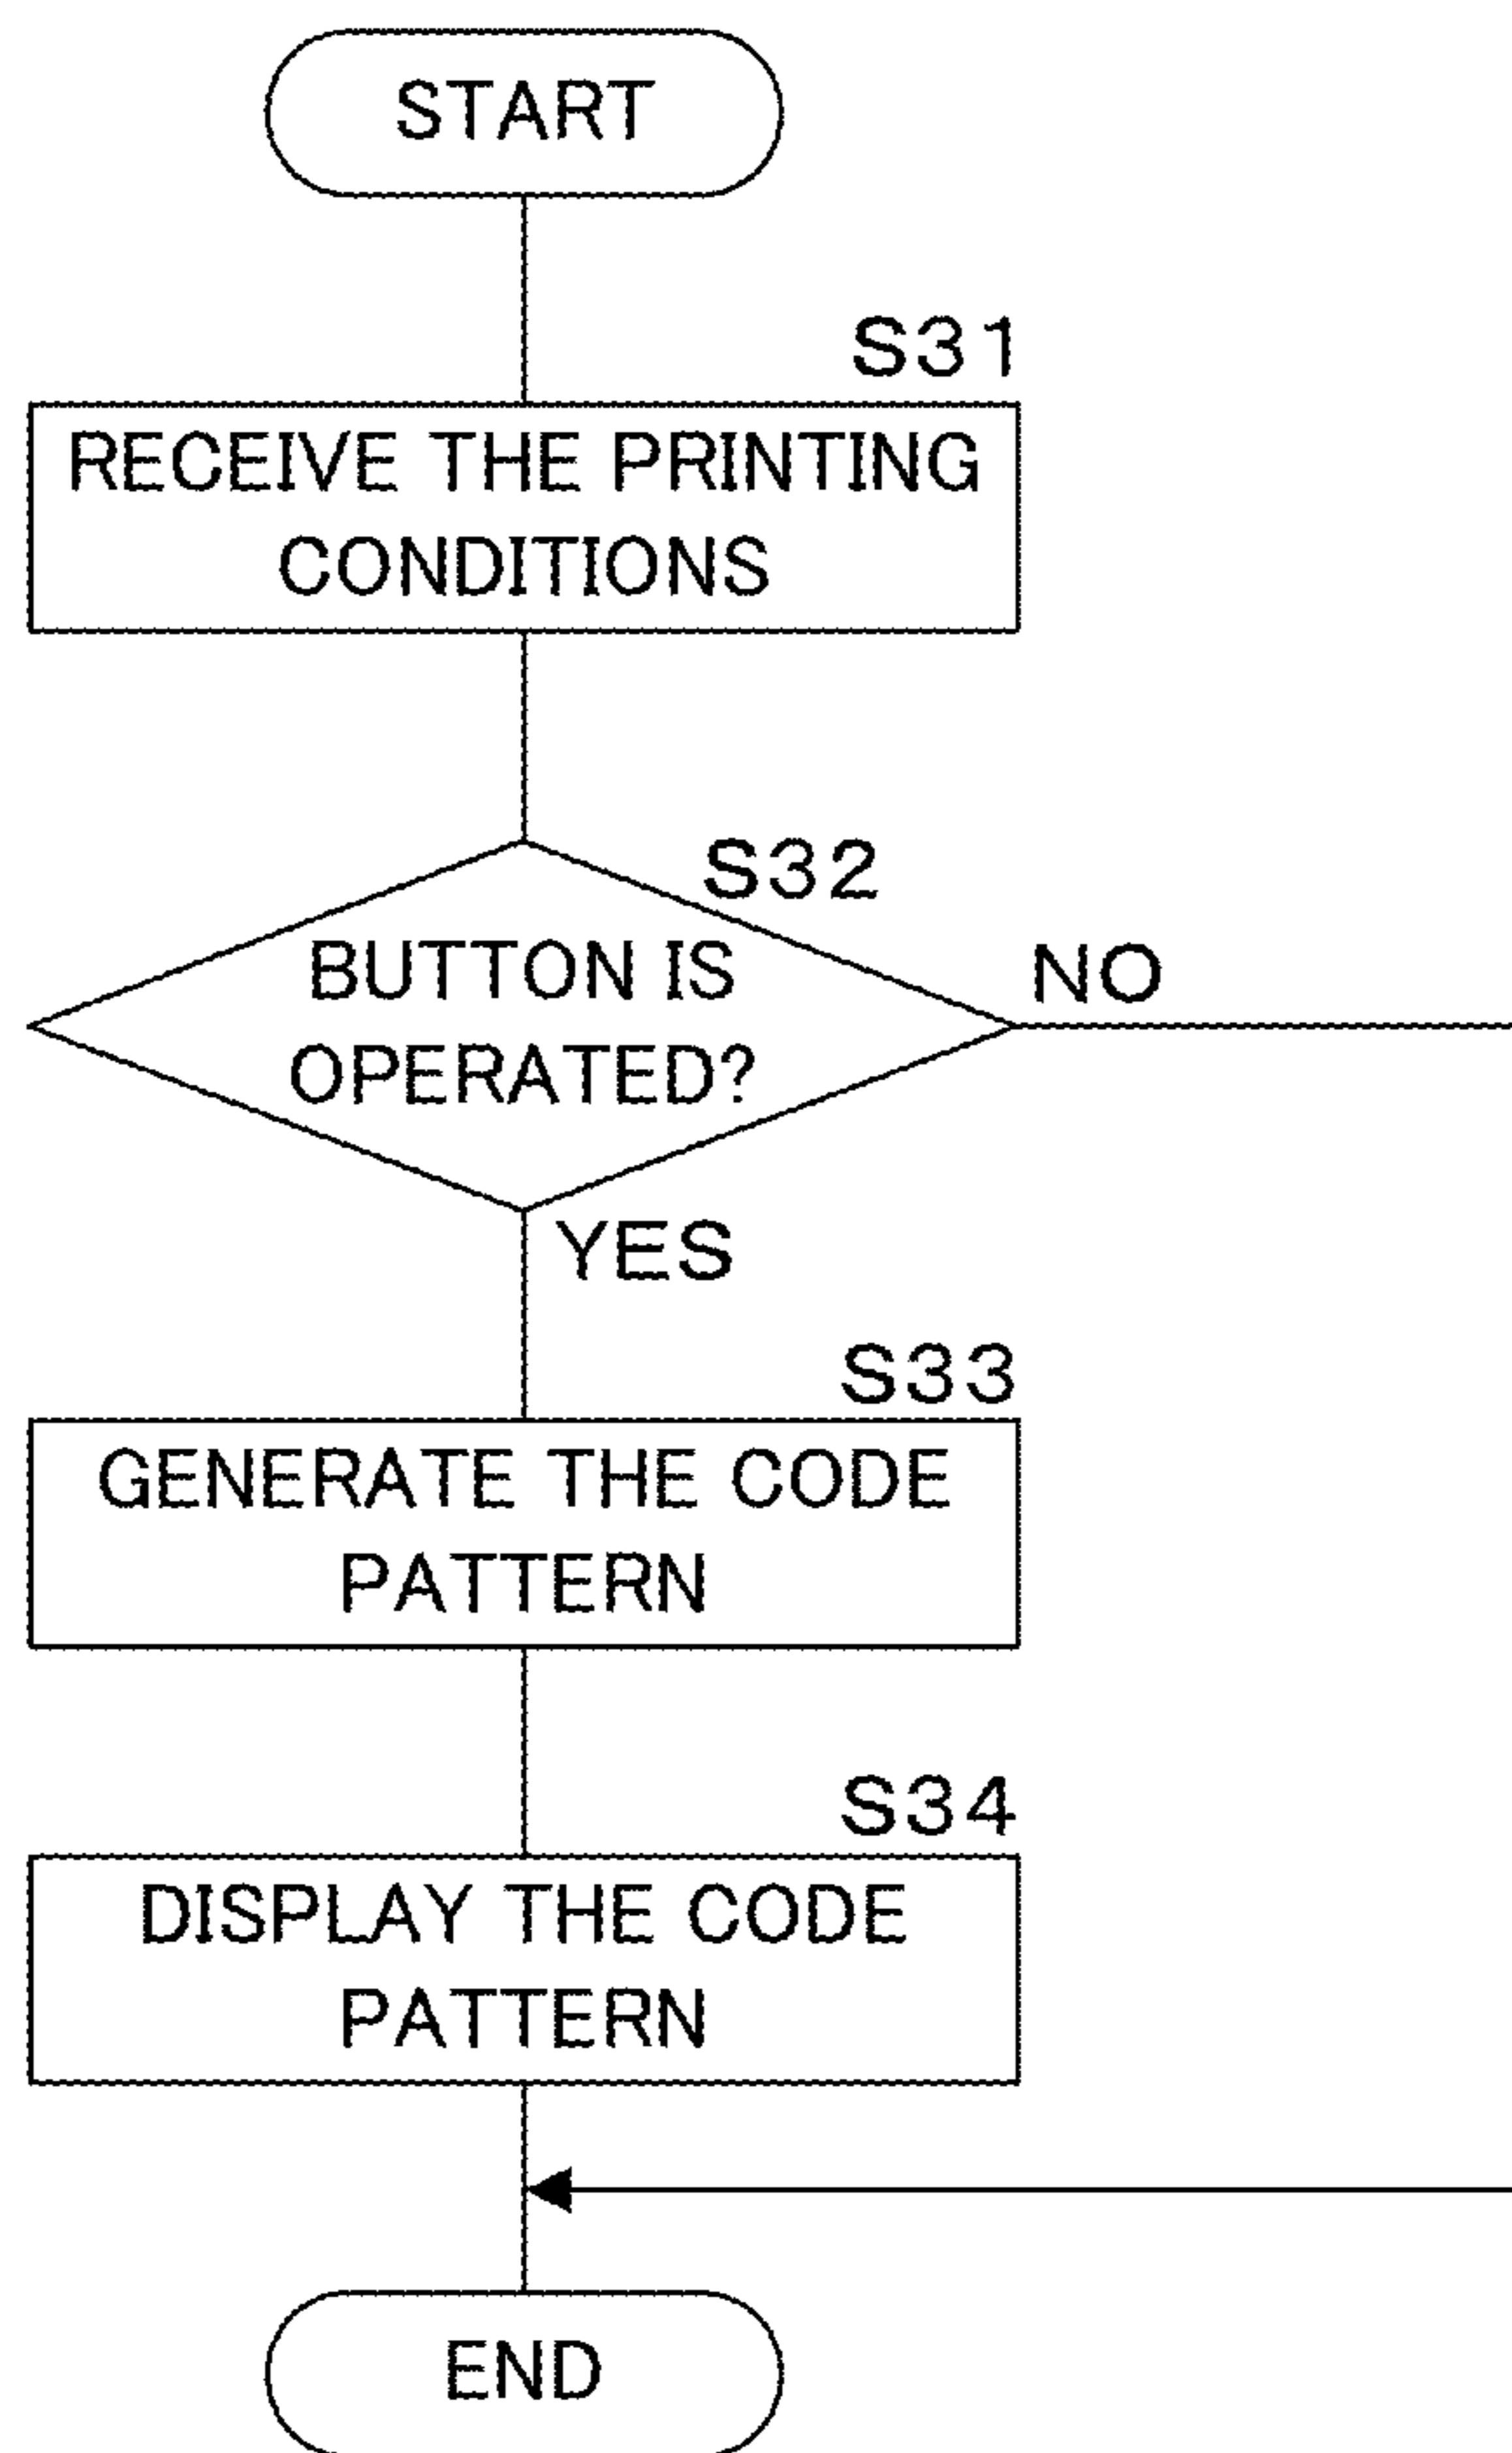 START
S31
RECEIVE THE PRINTING
CONDITIONS
S32
BUTTON IS
OPERATED?
NO
YES
S33
GENERATE THE CODE
PATTERN
S34
DISPLAY THE CODE
PATTERN
END